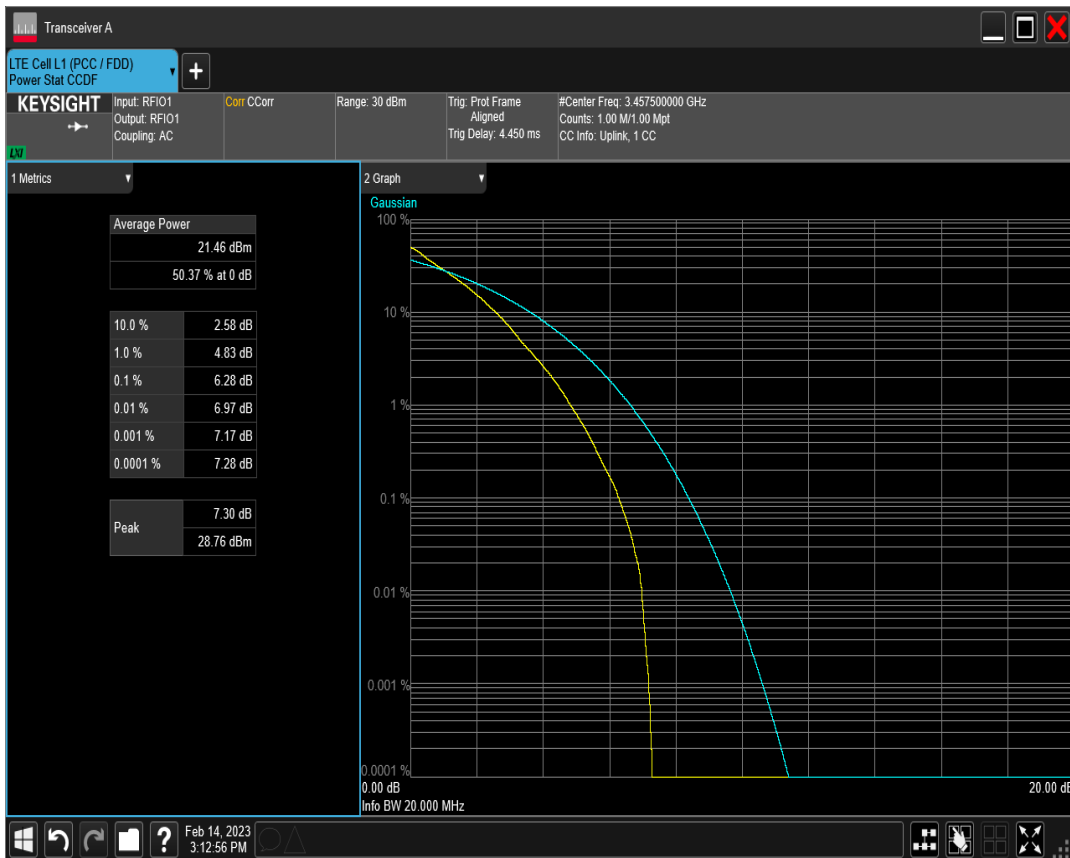 Transceiver A
LTE Cell L1 (PCC / FDD)
Power Stat CCDF
KEYSIGHT
LXI
Input: RFIO1
Output: RFIO1
Coupling: AC
Corr CCorr
Range: 30 dBm
Trig: Prot Frame
Aligned
Trig Delay: 4.450 ms
#Center Freq: 3.457500000 GHz
Counts: 1.00 M/1.00 Mpt
CC Info: Uplink, 1 CC
1 Metrics
Average Power
21.46 dBm
50.37 % at 0 dB
10.0 % 2.58 dB
1.0 % 4.83 dB
0.1 % 6.28 dB
0.01 % 6.97 dB
0.001 % 7.17 dB
0.0001 % 7.28 dB
Peak
7.30 dB
28.76 dBm
2 Graph
Gaussian
100 %
10 %
1 %
0.1 %
0.01 %
0.001 %
0.0001 %
0.00 dB 20.00 dB
Info BW 20.000 MHz
?
Feb 14, 2023
3:12:56 PM